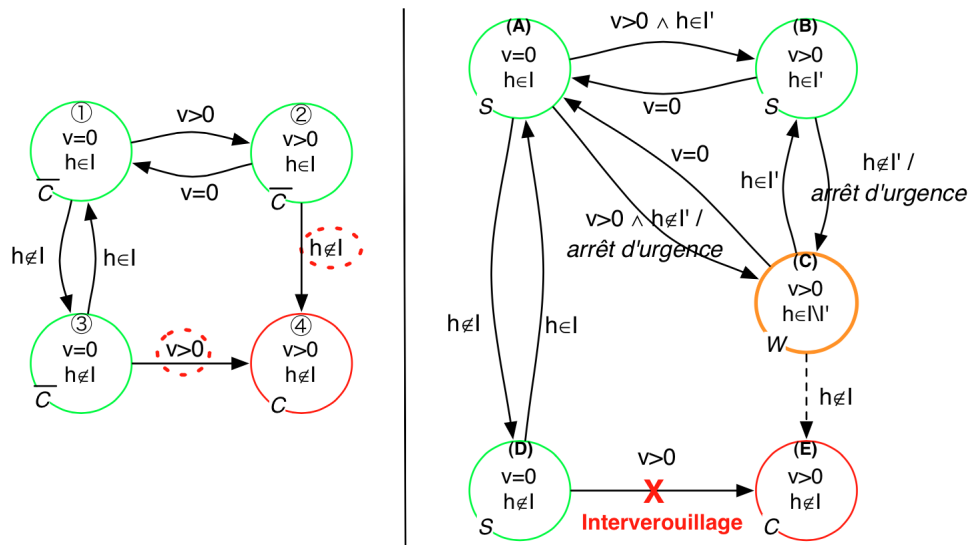 ①
v=0
h∈I
C
v>0
v=0
②
v>0
h∈I
C
h∉I
h∈I
h∉I
③
v=0
h∉I
C
v>0
④
v>0
h∉I
C
(A)
v=0
h∈I
S
v>0 ∧ h∈I'
v=0
(B)
v>0
h∈I'
S
v=0
h∈I'
h∉I' /
arrêt d'urgence
v>0 ∧ h∉I' /
arrêt d'urgence
(C)
v>0
h∈I\I'
W
h∉I
h∈I
h∉I
(D)
v=0
h∉I
S
v>0
X
Interverouillage
(E)
v>0
h∉I
C